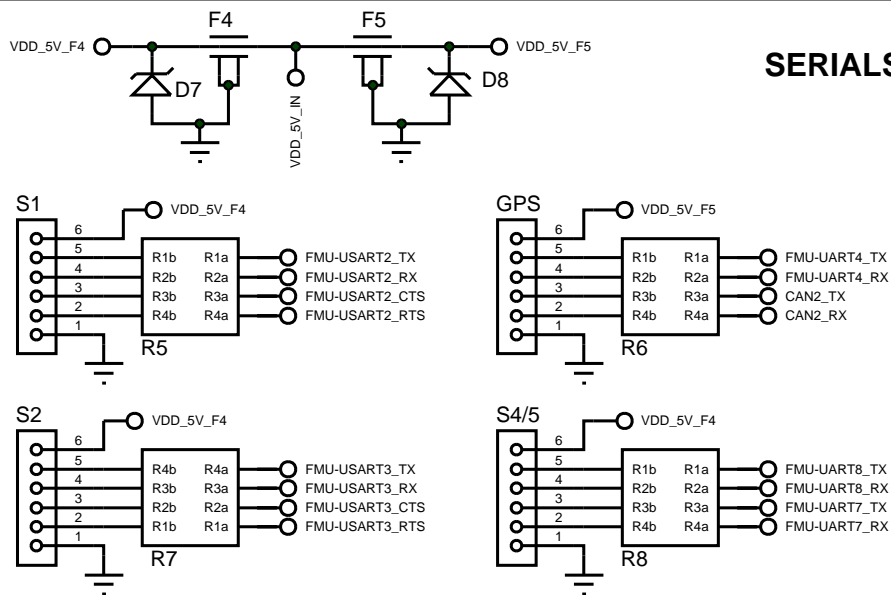 F4 F5
VDD_5V_F4 VDD_5V_F5
SERIALS
D7 D8
VDD_5V_IN
S1
VDD_5V_F4
6
5 R1b R1a FMU-USART2_TX
4 R2b R2a FMU-USART2_RX
3 R3b R3a FMU-USART2_CTS
2 R4b R4a FMU-USART2_RTS
1
R5
GPS
VDD_5V_F5
6
5 R1b R1a FMU-UART4_TX
4 R2b R2a FMU-UART4_RX
3 R3b R3a CAN2_TX
2 R4b R4a CAN2_RX
1
R6
S2
VDD_5V_F4
6
5 R4b R4a FMU-USART3_TX
4 R3b R3a FMU-USART3_RX
3 R2b R2a FMU-USART3_CTS
2 R1b R1a FMU-USART3_RTS
1
R7
S4/5
VDD_5V_F4
6
5 R1b R1a FMU-UART8_TX
4 R2b R2a FMU-UART8_RX
3 R3b R3a FMU-UART7_TX
2 R4b R4a FMU-UART7_RX
1
R8